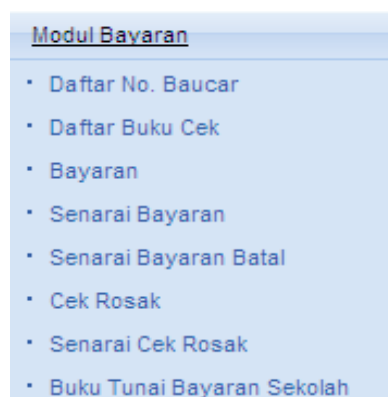 Modul Bayaran
Daftar No. Baucar
Daftar Buku Cek
Bayaran
Senarai Bayaran
Senarai Bayaran Batal
Cek Rosak
Senarai Cek Rosak
Buku Tunai Bayaran Sekolah